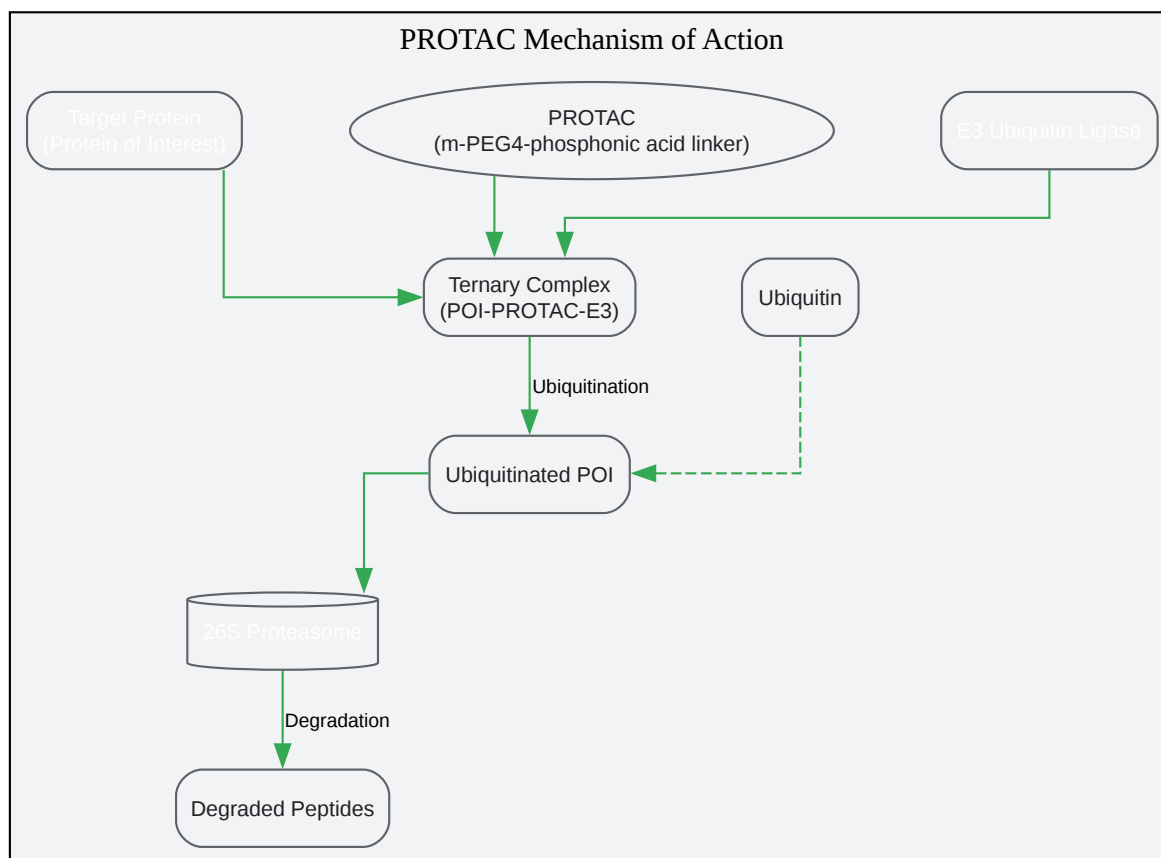 PROTAC Mechanism of Action
Target Protein
(Protein of Interest)
PROTAC
(m-PEG4-phosphonic acid linker)
E3 Ubiquitin Ligase
Ternary Complex
(POI-PROTAC-E3)
Ubiquitin
Ubiquitination
Ubiquitinated POI
26S Proteasome
Degradation
Degraded Peptides